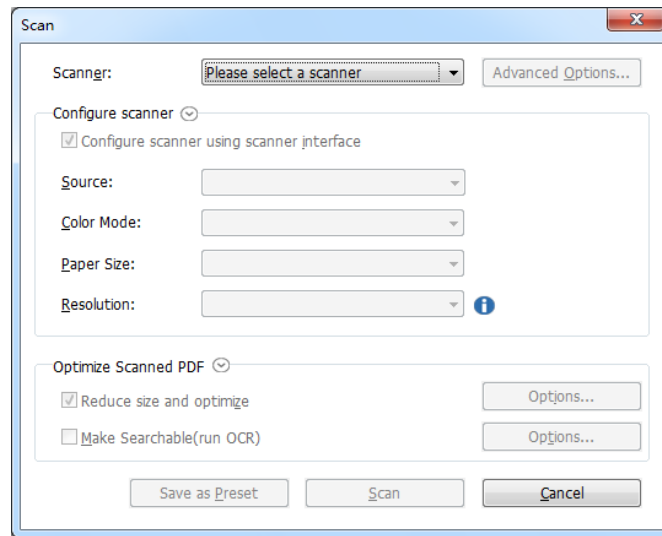 Scan
Scanner: Please select a scanner Advanced Options...
Configure scanner
Configure scanner using scanner interface
Source:
Color Mode:
Paper Size:
Resolution:
Optimize Scanned PDF
Reduce size and optimize Options...
Make Searchable(run OCR) Options...
Save as Preset Scan Cancel